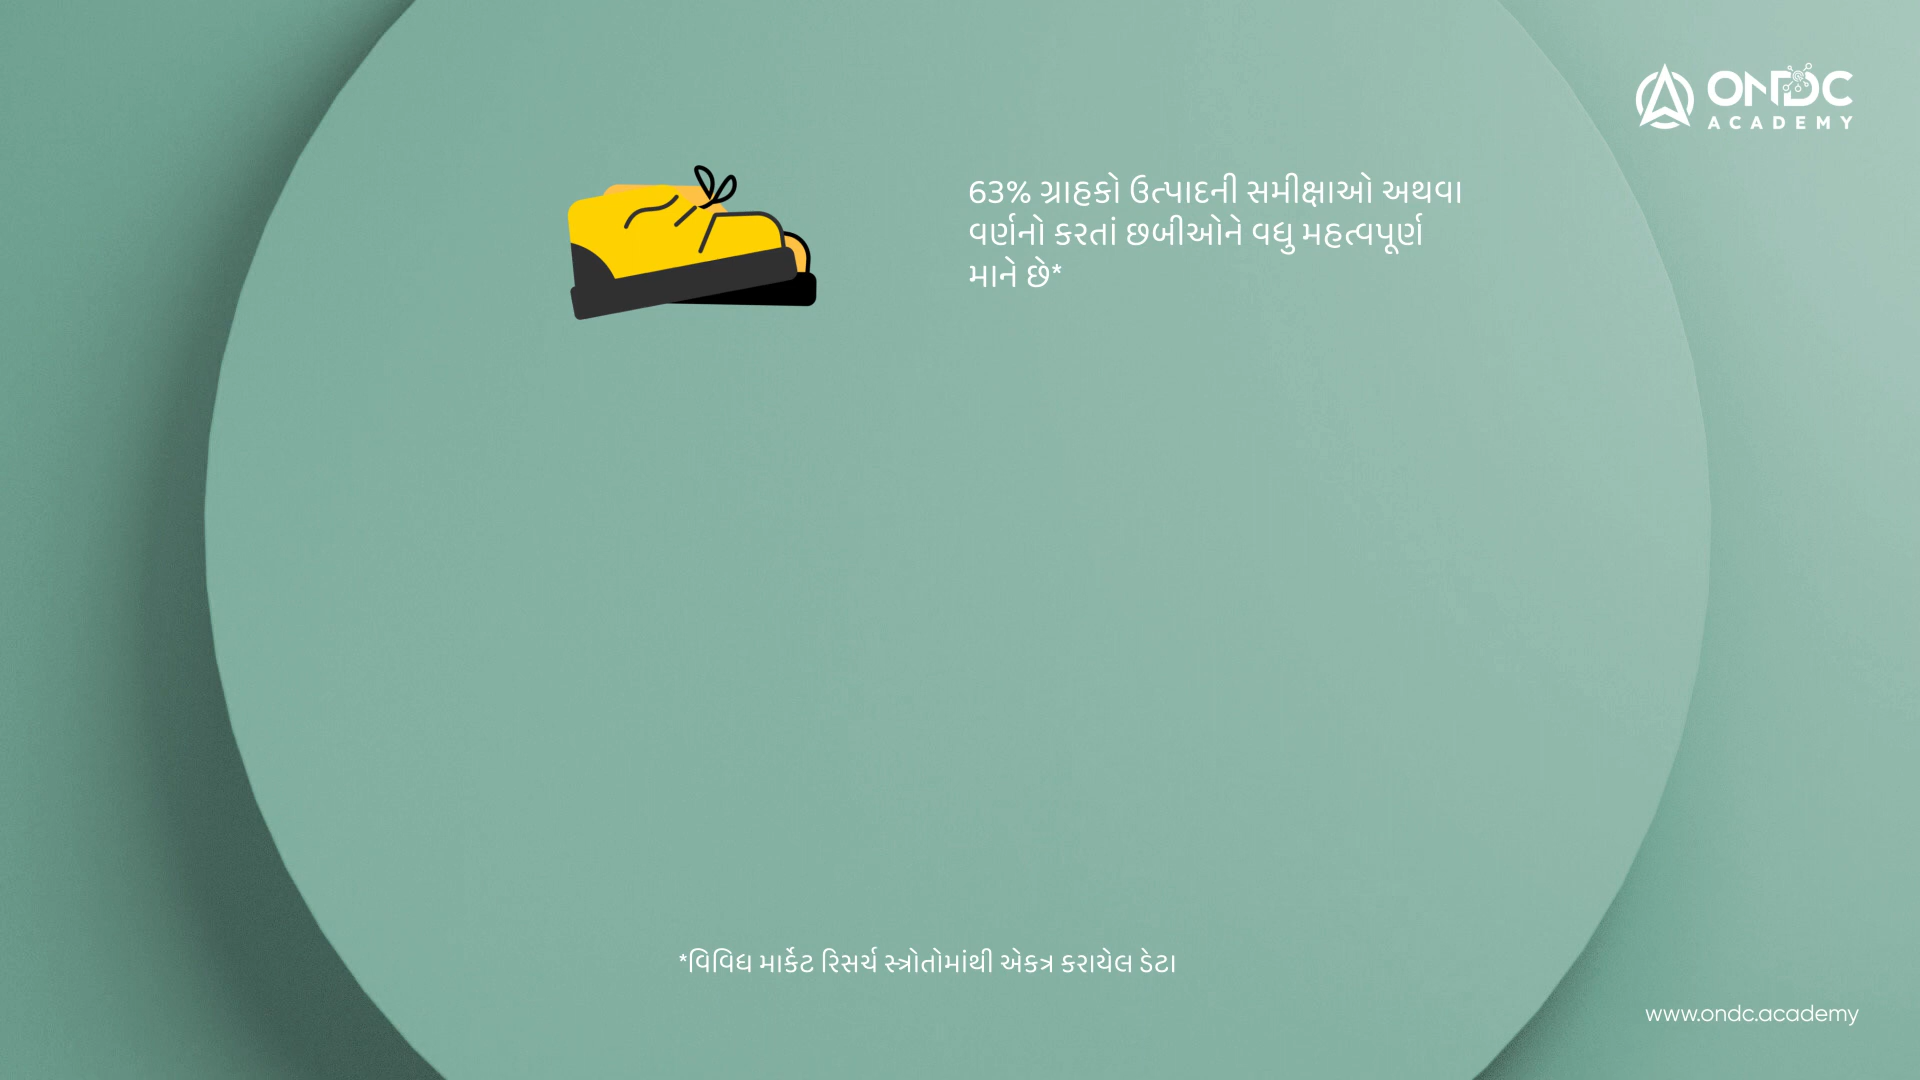 ONDC
ACADEMY
63% ગ્રાહકો ઉત્પાદની સમીક્ષાઓ અથવા
વર્ણનો કરતાં છબીઓને વધુ મહત્વપૂર્ણ
માને છે*
*વિવિધ માર્કેટ રિસર્ચ સ્ત્રોતોમાંથી એકત્ર કરાયેલ ડેટા
www.ondc.academy